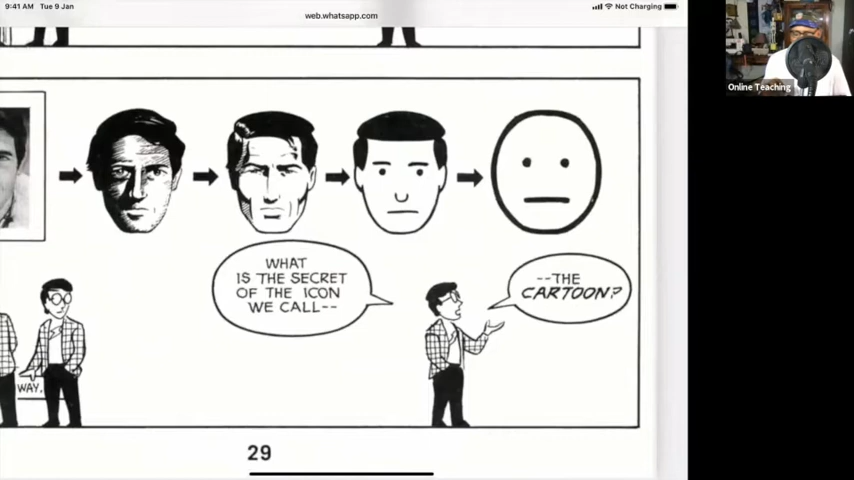 9:41 AM Tue 9 Jan
Not Charging
web.whatsapp.com
Online Teaching
WHAT
IS THE SECRET
OF THE ICON
WE CALL--
--THE
CARTOON?
WAY.
29